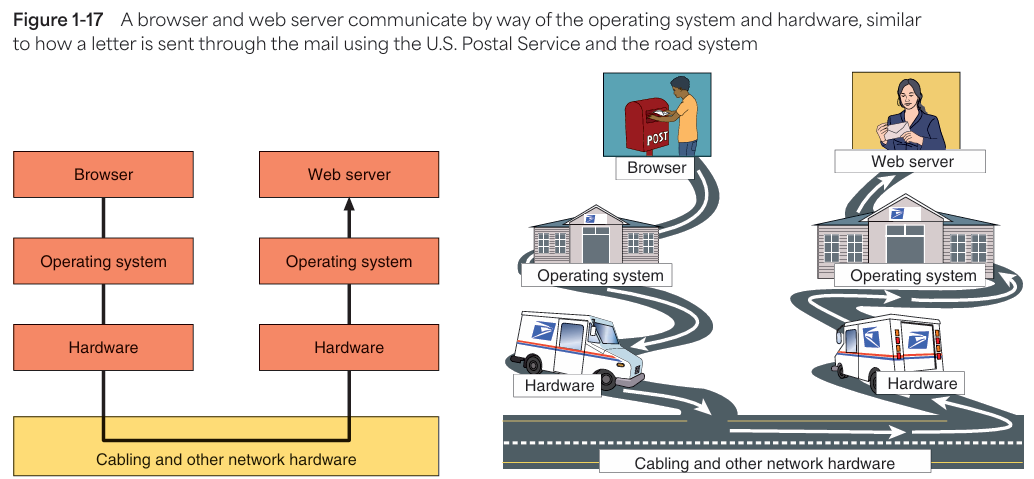 Figure 1-17 A browser and web server communicate by way of the operating system and hardware, similar
to how a letter is sent through the mail using the U.S. Postal Service and the road system
Browser
Web server
Operating system
Operating system
Hardware
Hardware
Cabling and other network hardware
POST
Browser
Web server
Operating system
Operating system
Hardware
Hardware
Cabling and other network hardware